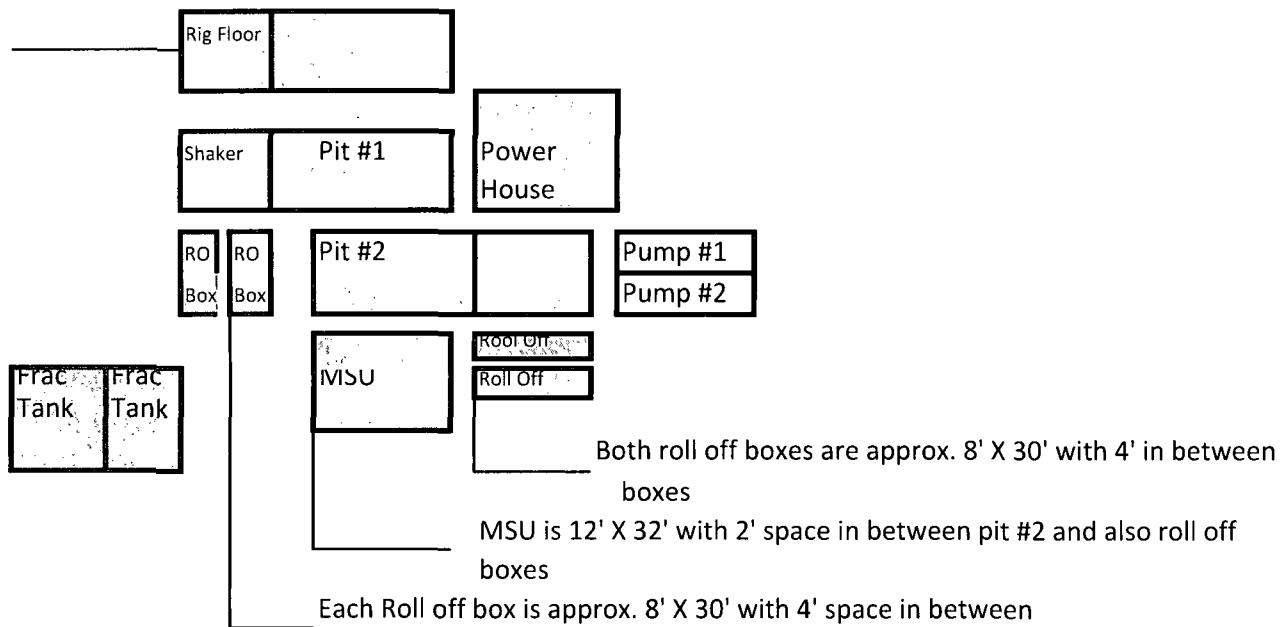 Rig Floor
Shaker
Pit #1
Power
House
RO
Box
RO
Box
Pit #2
Pump #1
Pump #2
MSU
Rool Off
Roll Off
Frac
Tank
Frac
Tank
Both roll off boxes are approx. 8' X 30' with 4' in between
boxes
MSU is 12' X 32' with 2' space in between pit #2 and also roll off
boxes
Each Roll off box is approx. 8' X 30' with 4' space in between